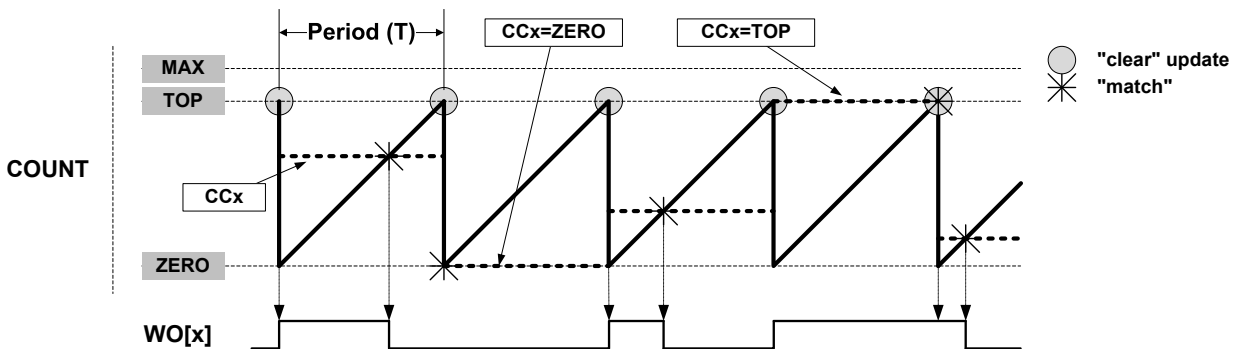 Period (T)
CCx=ZERO
CCx=TOP
"clear" update
"match"
MAX
TOP
COUNT
CCx
ZERO
WO[x]